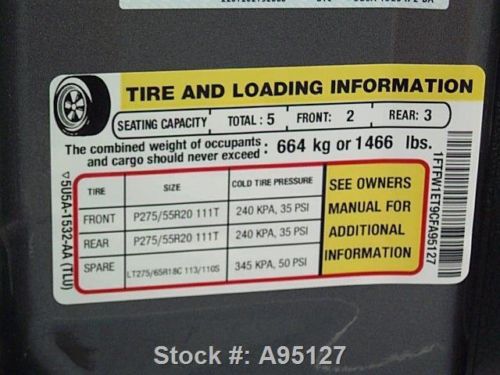 TIRE AND LOADING INFORMATION
SEATING CAPACITY TOTAL : 5 FRONT: 2 REAR: 3
The combined weight of occupants
and cargo should never exceed : 664 kg or 1466 lbs.
TIRE SIZE COLD TIRE PRESSURE
FRONT P275/55R20 111T 240 KPA, 35 PSI
REAR P275/55R20 111T 240 KPA, 35 PSI
SPARE LT275/65R18C 113/110S 345 KPA, 50 PSI
SEE OWNERS
MANUAL FOR
ADDITIONAL
INFORMATION
▽5U5A-1532-AA (TLU)
1FTFW1ET9CFA95127
Stock #: A95127